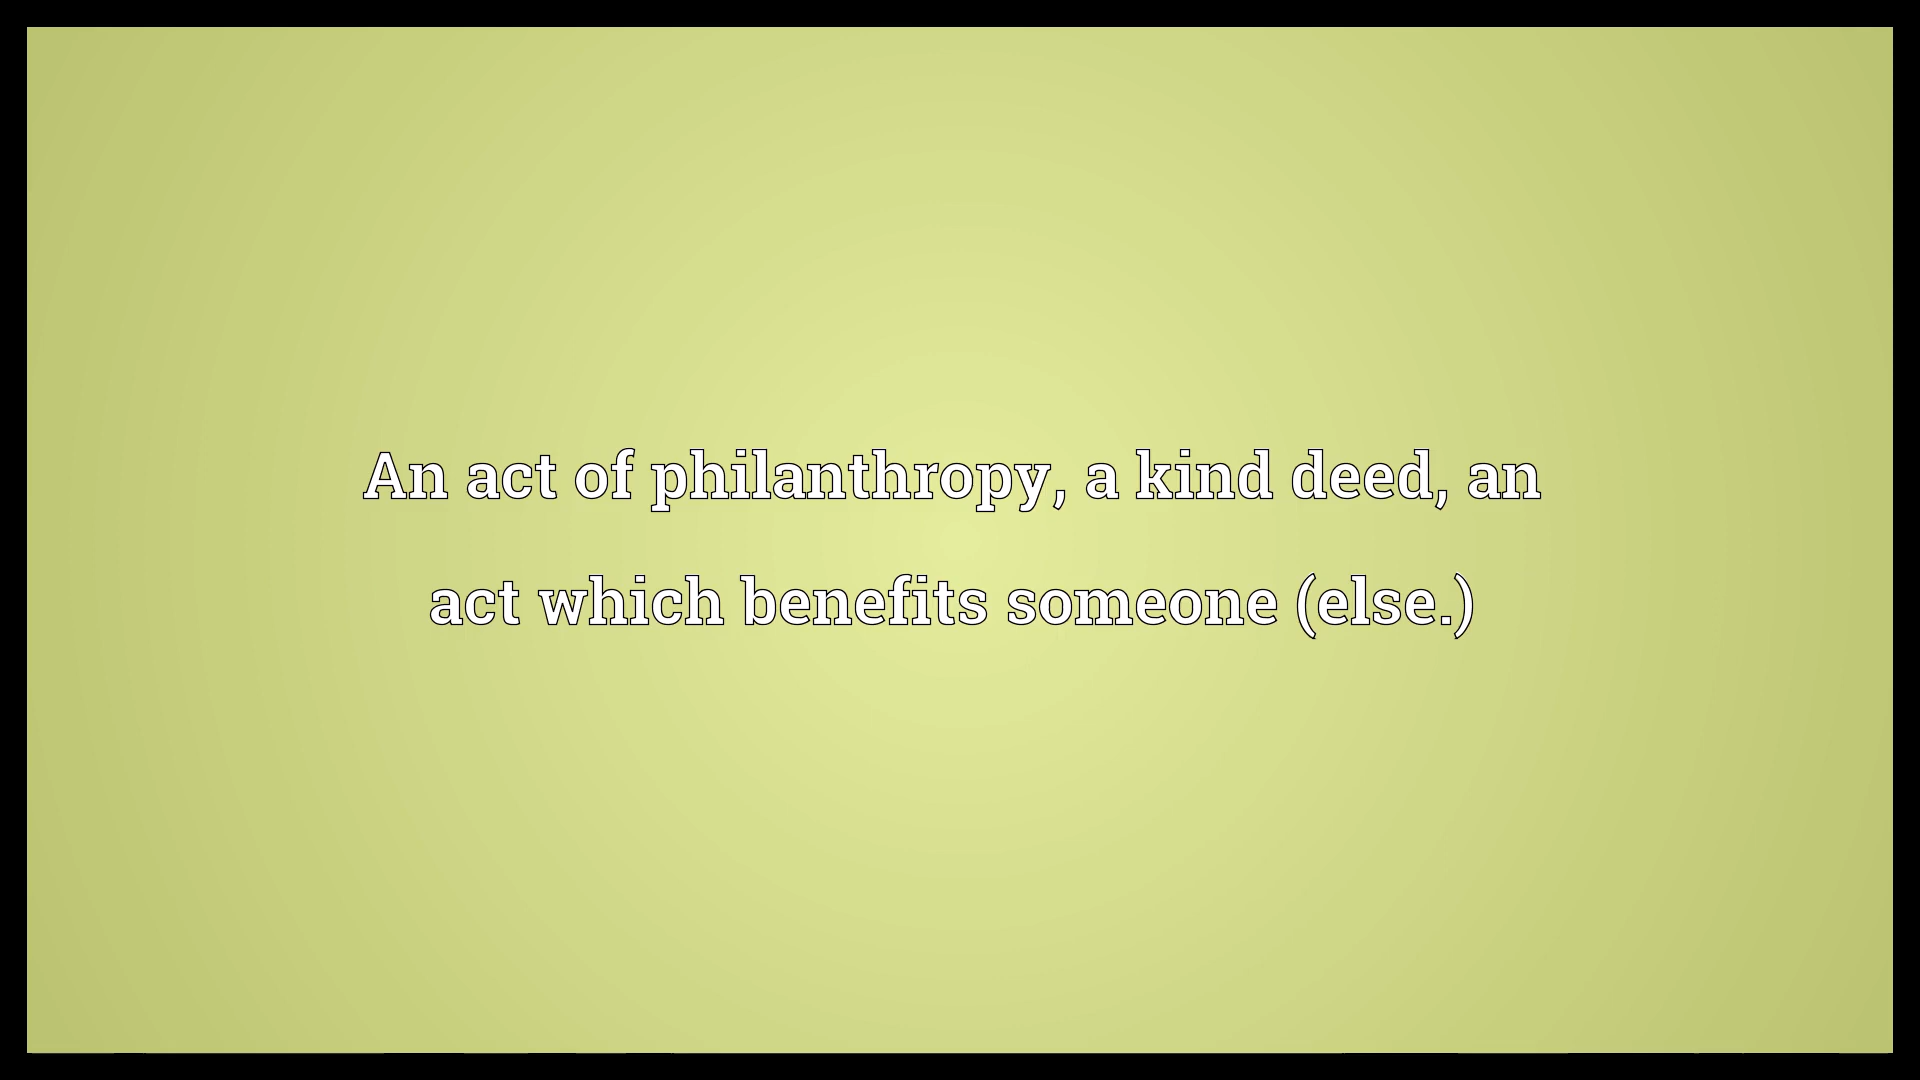 An act of philanthropy, a kind deed, an
act which benefits someone (else.)